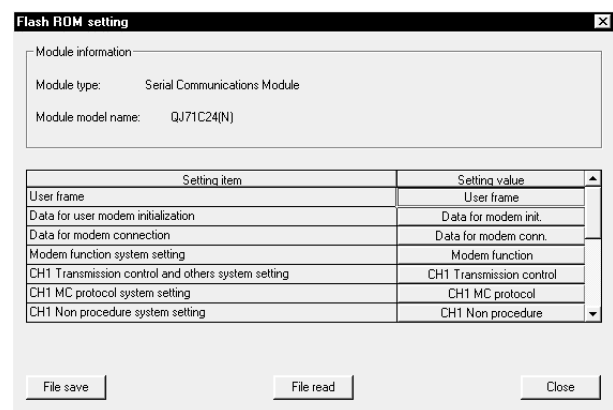 Flash ROM setting
Module information
Module type: Serial Communications Module
Module model name: QJ71C24(N)
Setting item Setting value
User frame User frame
Data for user modem initialization Data for modem init.
Data for modem connection Data for modem conn.
Modem function system setting Modem function
CH1 Transmission control and others system setting CH1 Transmission control
CH1 MC protocol system setting CH1 MC protocol
CH1 Non procedure system setting CH1 Non procedure
File save File read Close